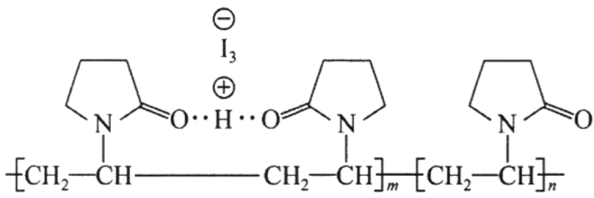 ⊖
I₃
⊕
O··H··O O
N N N
[CH₂—CH—CH₂—CH]m[CH₂—CH]n